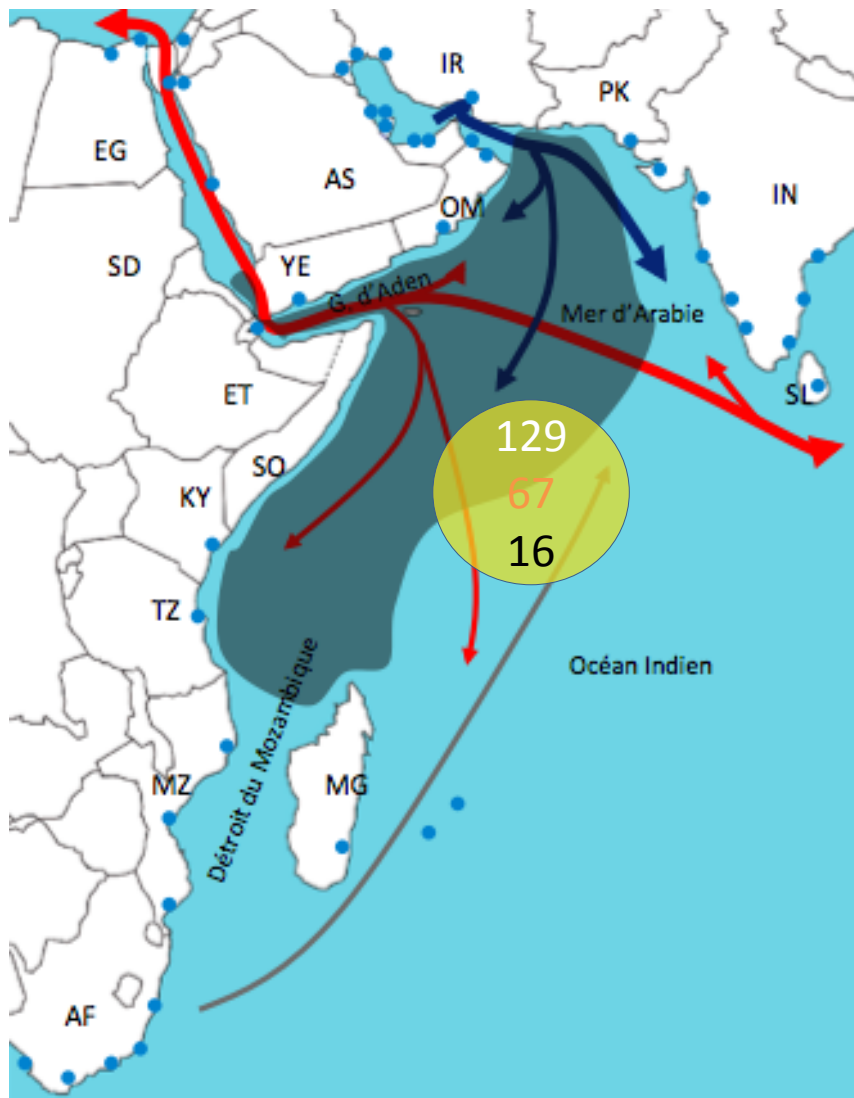 IR
PK
EG
AS
IN
OM
SD
YE
G. d'Aden
Mer d'Arabie
ET
SL
129
SO
67
KY
16
TZ
Océan Indien
Détroit du Mozambique
MZ
MG
AF